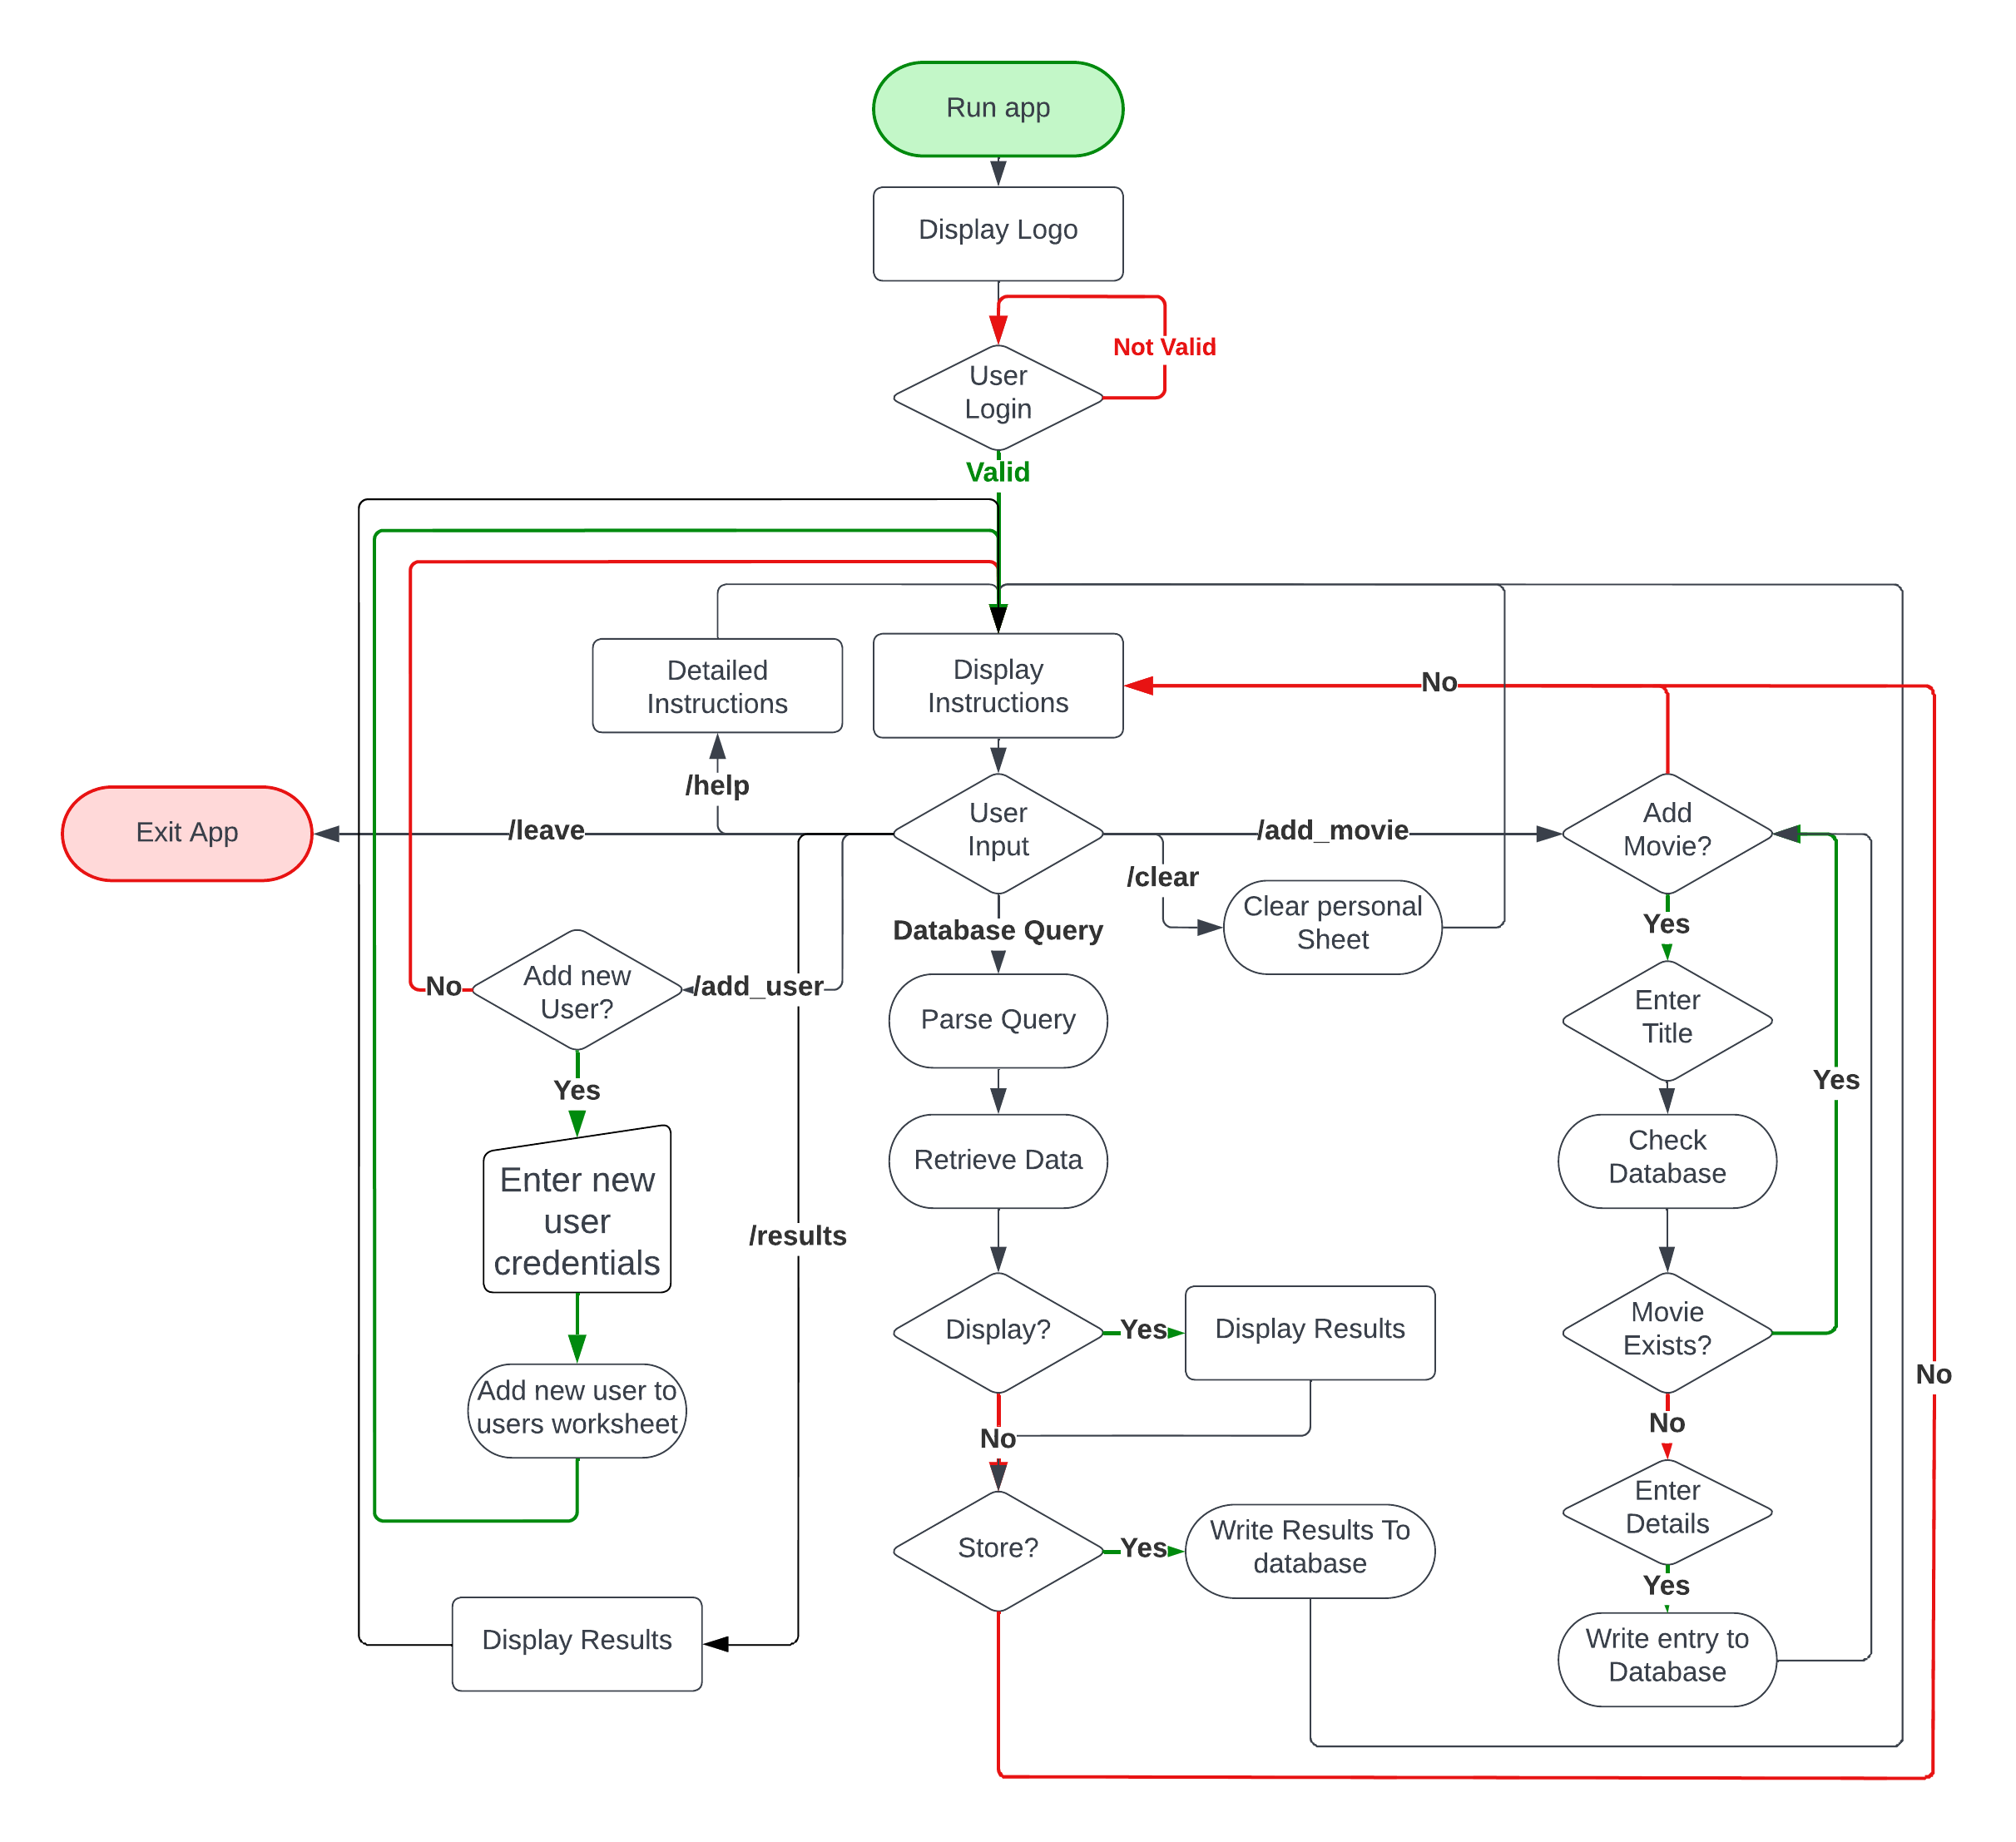 Run app
Display Logo
Not Valid
User
Login
Valid
Detailed
Instructions
Display
Instructions
No
/help
Exit App
/leave
User
Input
/add_movie
Add
Movie?
/clear
Clear personal
Sheet
Yes
Database Query
No
Add new
User?
/add_user
Parse Query
Enter
Title
Yes
Yes
Retrieve Data
Check
Database
Enter new
user
credentials
/results
Display?
Yes
Display Results
Movie
Exists?
No
Add new user to
users worksheet
No
No
Enter
Details
Store?
Yes
Write Results To
database
Yes
Display Results
Write entry to
Database